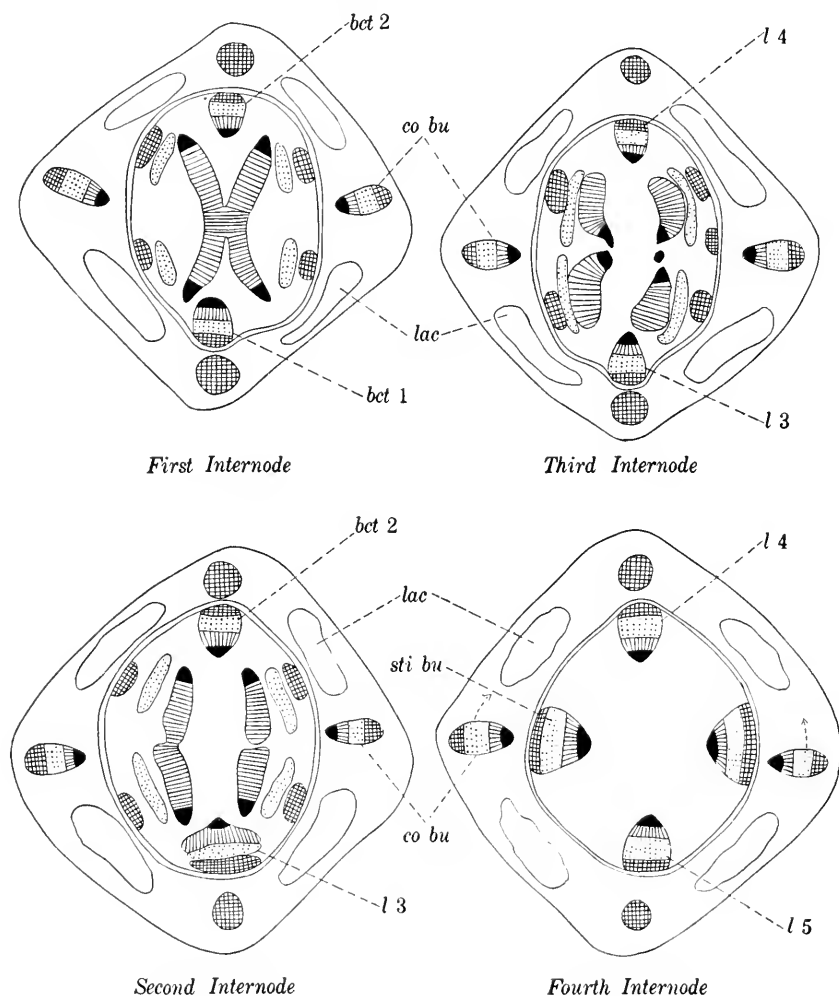 bct 2
l 4
co bu
lac
bct 1
l 3
First Internode
Third Internode
bct 2
l 4
lac
sti bu
co bu
l 3
l 5
Second Internode
Fourth Internode